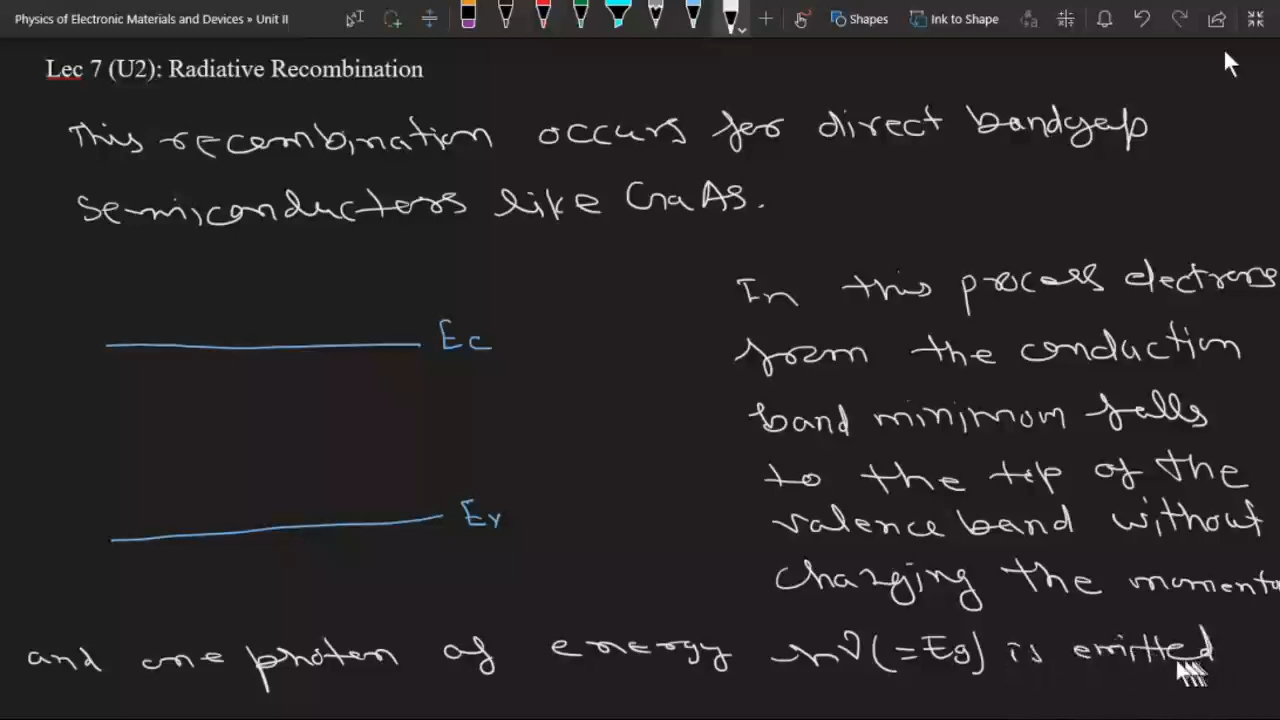 Physics of Electronic Materials and Devices » Unit II
Shapes
Ink to Shape
Lec 7 (U2): Radiative Recombination
This recombination occurs for direct bandgap
semiconductors like GaAs.
Ec
Ev
In this process electrons
from the conduction
band minimum falls
to the top of the
valence band without
changing the momentu
and one photon of energy hν (=Eg) is emitted